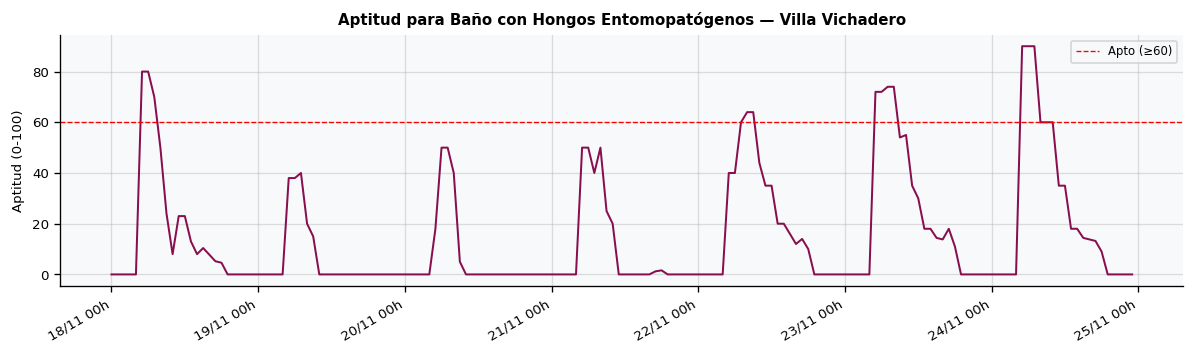 Aptitud para Baño con Hongos Entomopatógenos — Villa Vichadero
Apto (≥60)
Aptitud (0-100)
80
60
40
20
0
18/11 00h
19/11 00h
20/11 00h
21/11 00h
22/11 00h
23/11 00h
24/11 00h
25/11 00h